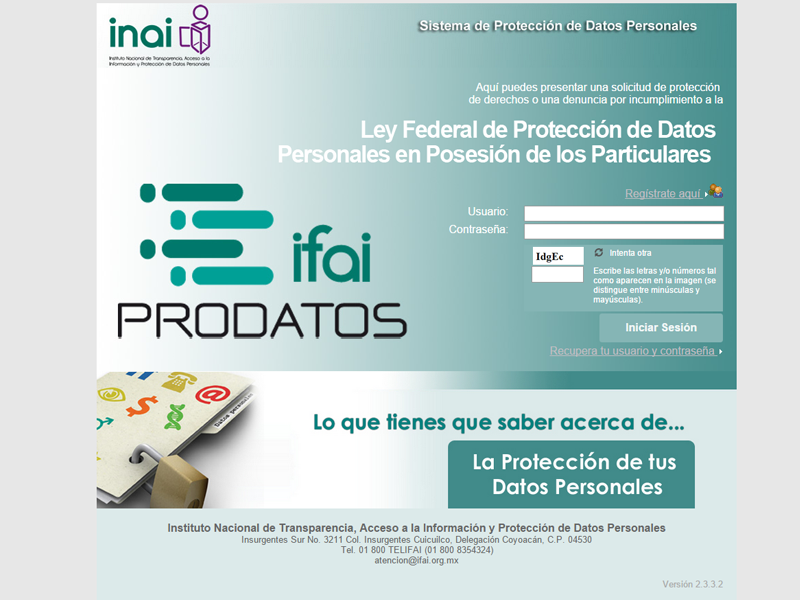 inai
Instituto Nacional de Transparencia, Acceso a la
Información y Protección de Datos Personales
Sistema de Protección de Datos Personales
Aquí puedes presentar una solicitud de protección
de derechos o una denuncia por incumplimiento a la
Ley Federal de Protección de Datos
Personales en Posesión de los Particulares
Regístrate aquí
Usuario:
Contraseña:
IdgEc
Intenta otra
Escribe las letras y/o números tal
como aparecen en la imagen (se
distingue entre minúsculas y
mayúsculas).
Iniciar Sesión
Recupera tu usuario y contraseña
ifai
PRODATOS
Datos personales
Lo que tienes que saber acerca de...
La Protección de tus
Datos Personales
Instituto Nacional de Transparencia, Acceso a la Información y Protección de Datos Personales
Insurgentes Sur No. 3211 Col. Insurgentes Cuicuilco, Delegación Coyoacán, C.P. 04530
Tel. 01 800 TELIFAI (01 800 8354324)
atencion@ifai.org.mx
Versión 2.3.3.2